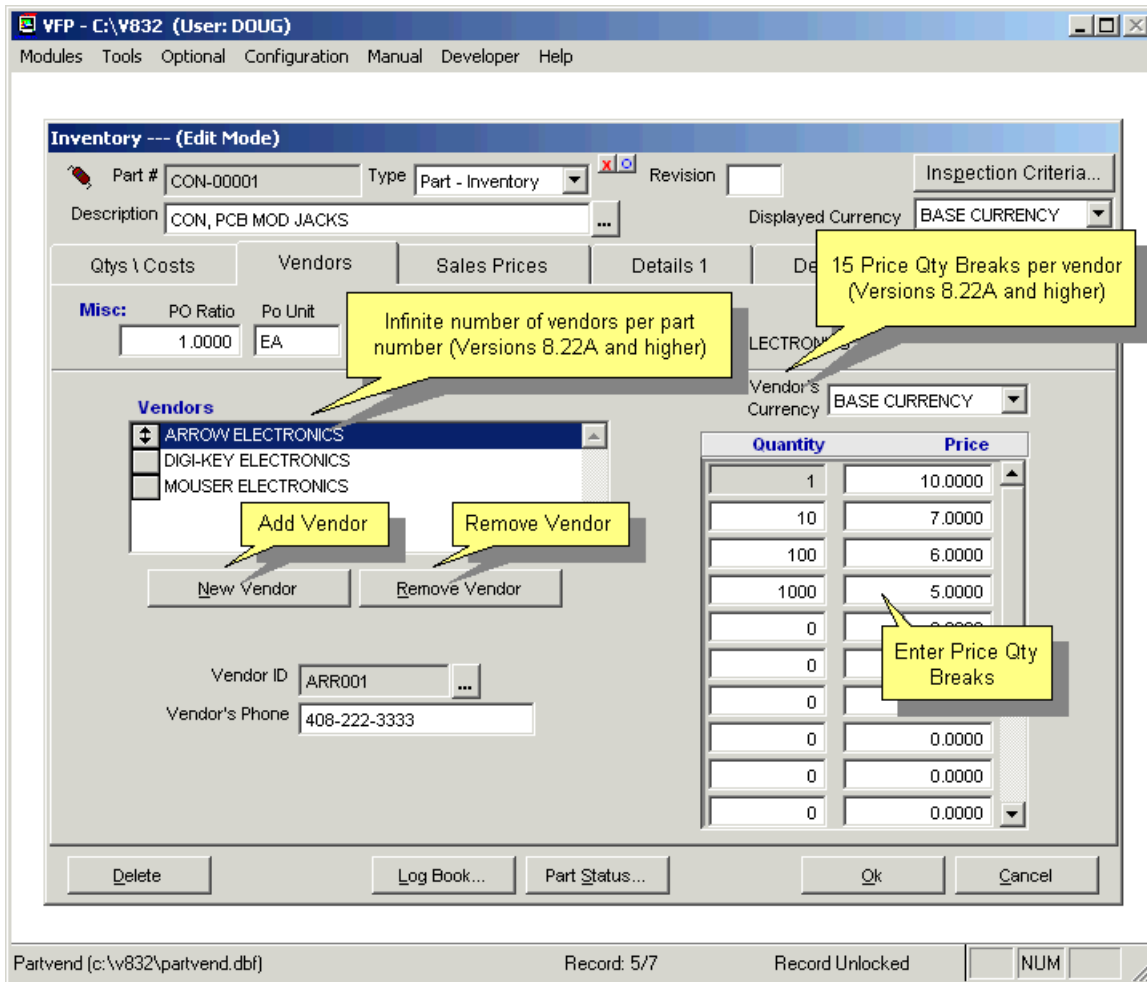 VFP - C:\V832 (User: DOUG)
Modules Tools Optional Configuration Manual Developer Help
Inventory --- (Edit Mode)
Part # CON-00001 Type Part - Inventory X O Revision Inspection Criteria...
Description CON, PCB MOD JACKS ... Displayed Currency BASE CURRENCY
Qtys \ Costs Vendors Sales Prices Details 1 De
15 Price Qty Breaks per vendor
(Versions 8.22A and higher)
Misc: PO Ratio Po Unit
1.0000 EA
Infinite number of vendors per part
number (Versions 8.22A and higher)
LECTRONICS
Vendor's
Currency BASE CURRENCY
Vendors
ARROW ELECTRONICS
DIGI-KEY ELECTRONICS
MOUSER ELECTRONICS
Add Vendor Remove Vendor
New Vendor Remove Vendor
Quantity Price
1 10.0000
10 7.0000
100 6.0000
1000 5.0000
0 0.0000
0
0
0 0.0000
0 0.0000
0 0.0000
Enter Price Qty
Breaks
Vendor ID ARR001 ...
Vendor's Phone 408-222-3333
Delete Log Book... Part Status... Ok Cancel
Partvend (c:\v832\partvend.dbf) Record: 5/7 Record Unlocked NUM